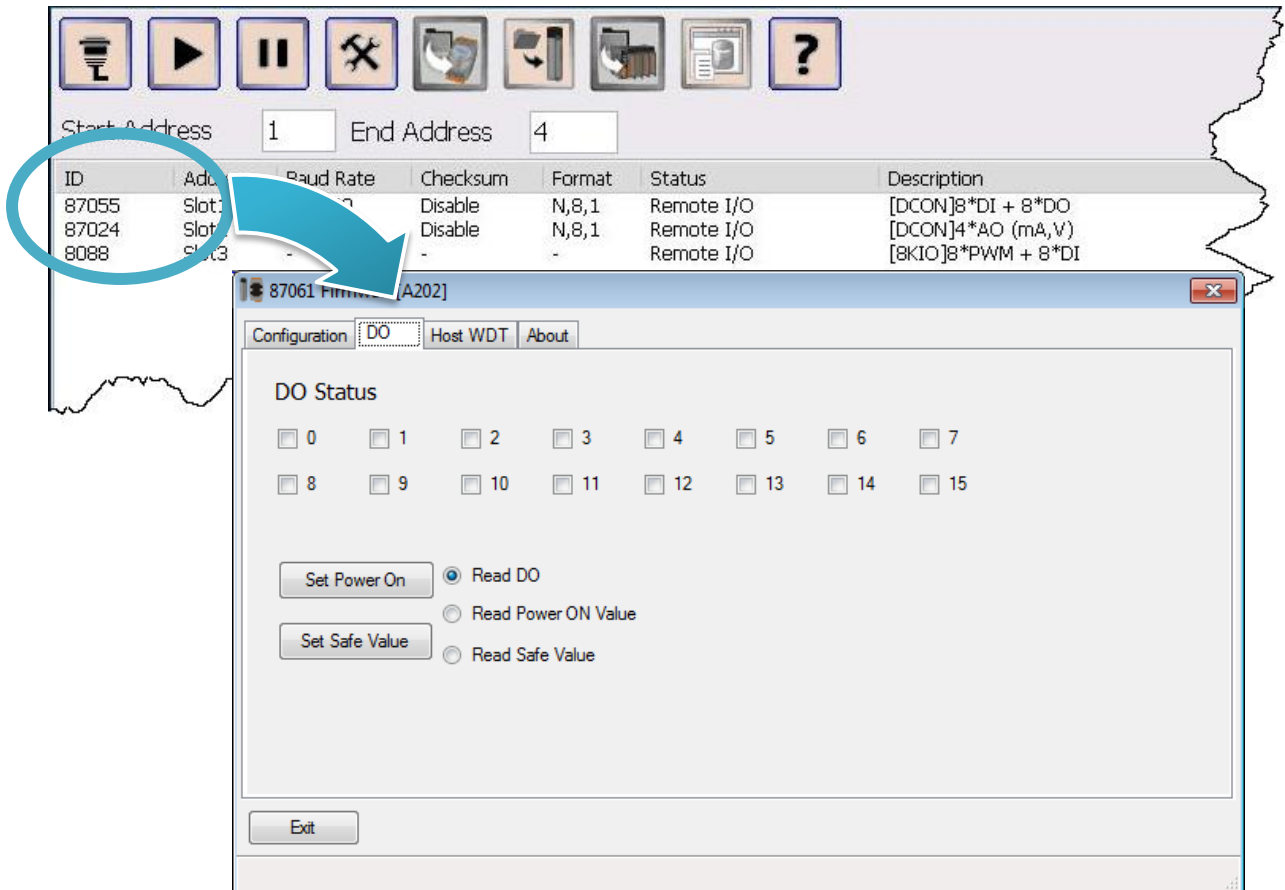 ?
Start Address 1 End Address 4
ID Baud Rate Checksum Format Status Description
87055 Disable N,8,1 Remote I/O [DCON]8*DI + 8*DO
87024 Disable N,8,1 Remote I/O [DCON]4*AO (mA,V)
8088 Slot3 - - - Remote I/O [8KIO]8*PWM + 8*DI
87061 [A202]
Configuration DO Host WDT About
DO Status
0 1 2 3 4 5 6 7
8 9 10 11 12 13 14 15
Set Power On Read DO
Read Power ON Value
Set Safe Value Read Safe Value
Exit